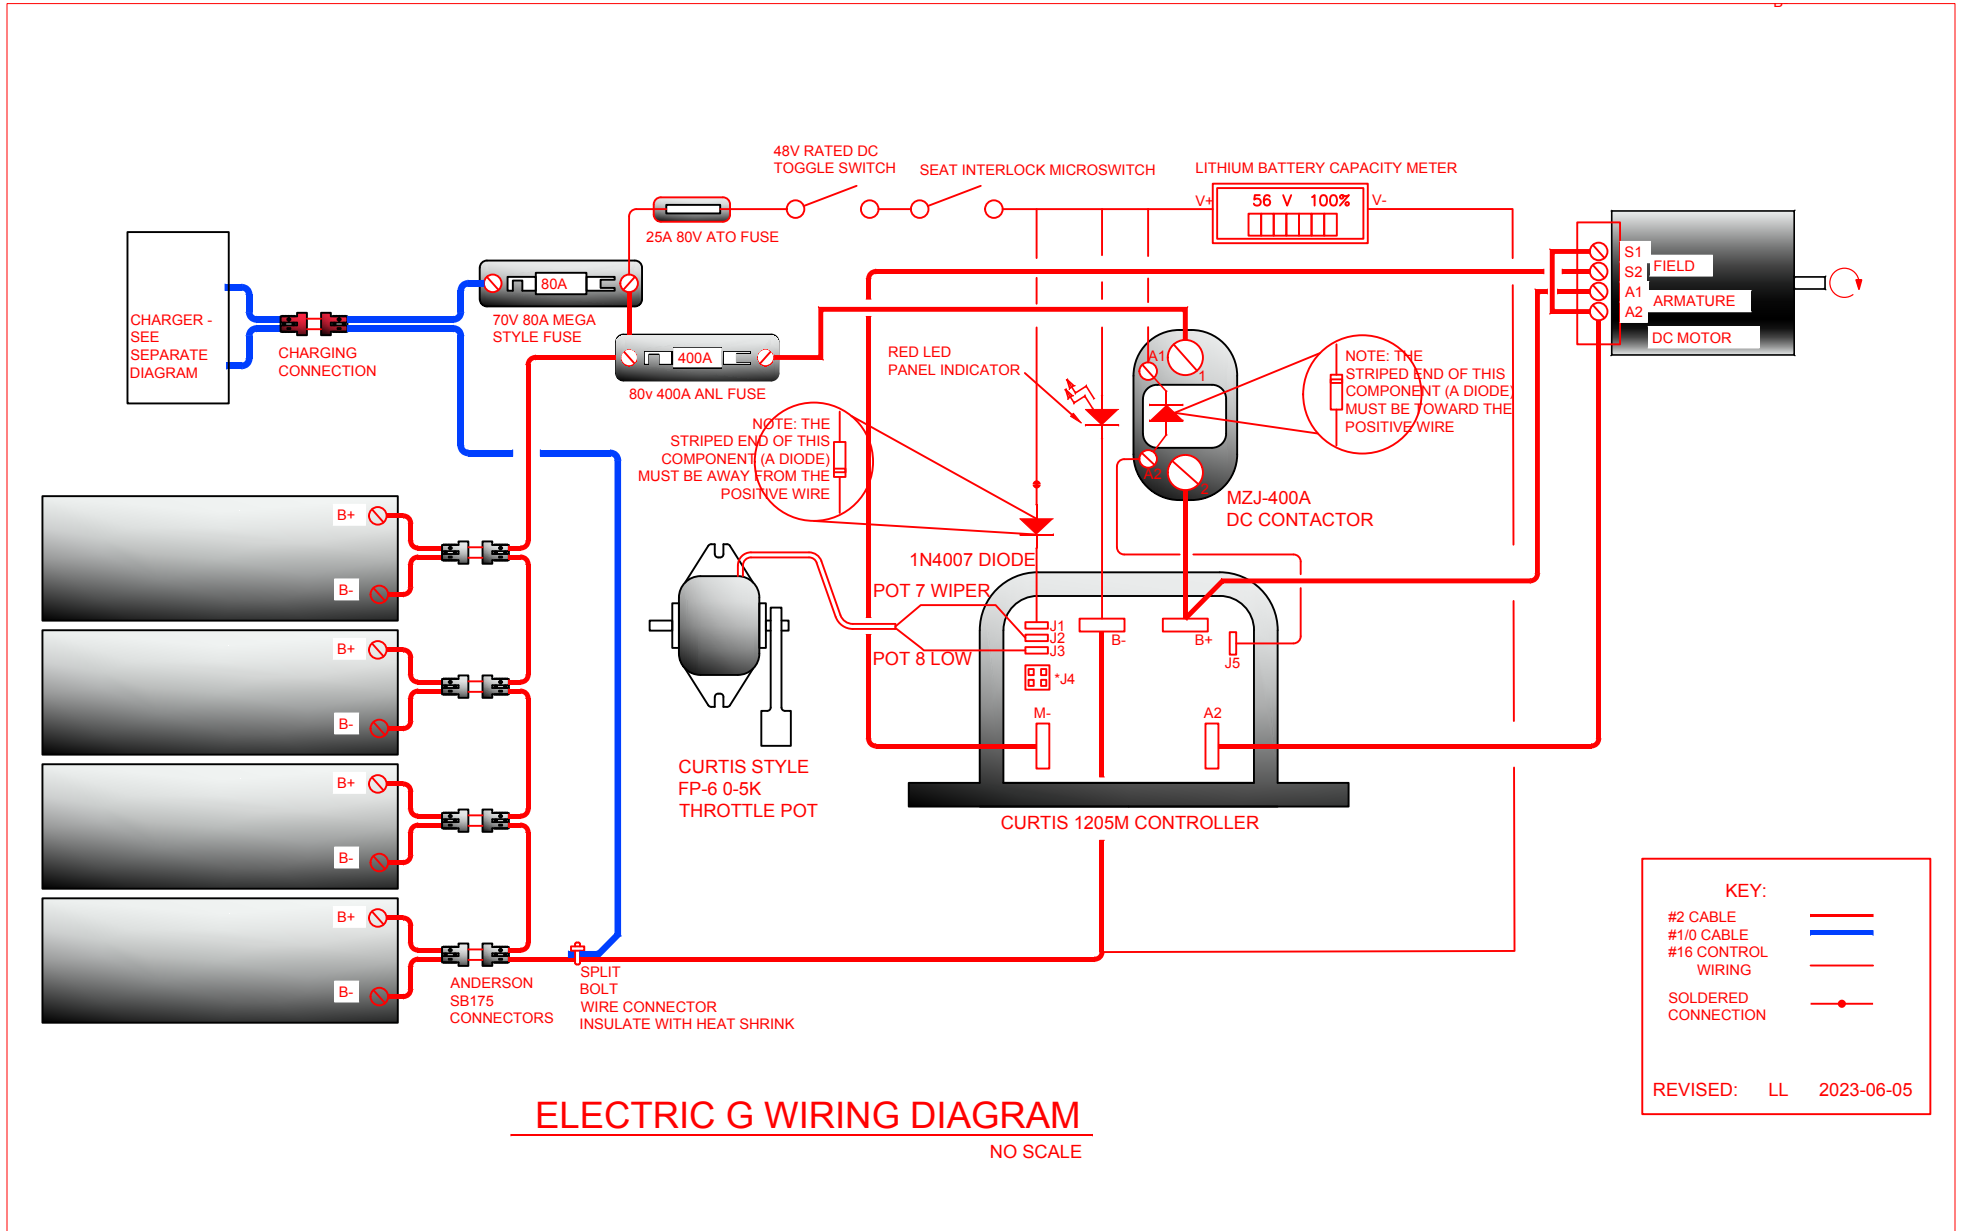 48V RATED DC
TOGGLE SWITCH
SEAT INTERLOCK MICROSWITCH
LITHIUM BATTERY CAPACITY METER
V+
56 V 100%
V-
25A 80V ATO FUSE
CHARGER -
SEE
SEPARATE
DIAGRAM
CHARGING
CONNECTION
80A
70V 80A MEGA
STYLE FUSE
400A
80v 400A ANL FUSE
S1
S2
FIELD
A1
ARMATURE
A2
DC MOTOR
RED LED
PANEL INDICATOR
A1
1
A2
2
NOTE: THE
STRIPED END OF THIS
COMPONENT (A DIODE)
MUST BE TOWARD THE
POSITIVE WIRE
NOTE: THE
STRIPED END OF THIS
COMPONENT (A DIODE)
MUST BE AWAY FROM THE
POSITIVE WIRE
MZJ-400A
DC CONTACTOR
1N4007 DIODE
POT 7 WIPER
POT 8 LOW
J1
J2
J3
*J4
B-
B+
J5
M-
A2
CURTIS STYLE
FP-6 0-5K
THROTTLE POT
CURTIS 1205M CONTROLLER
B+
B-
B+
B-
B+
B-
B+
B-
ANDERSON
SB175
CONNECTORS
SPLIT
BOLT
WIRE CONNECTOR
INSULATE WITH HEAT SHRINK
KEY:
#2 CABLE
#1/0 CABLE
#16 CONTROL
WIRING
SOLDERED
CONNECTION
REVISED: LL 2023-06-05
ELECTRIC G WIRING DIAGRAM
NO SCALE